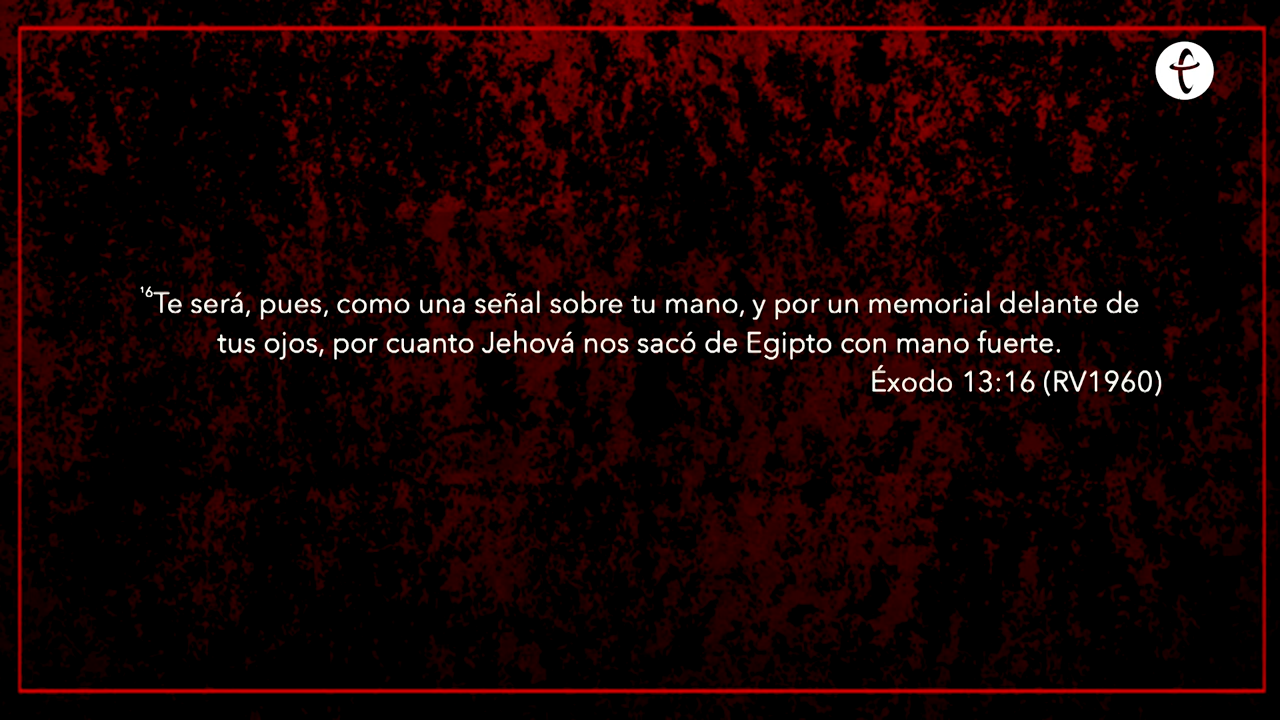 ¹⁶Te será, pues, como una señal sobre tu mano, y por un memorial delante de
tus ojos, por cuanto Jehová nos sacó de Egipto con mano fuerte.
Éxodo 13:16 (RV1960)